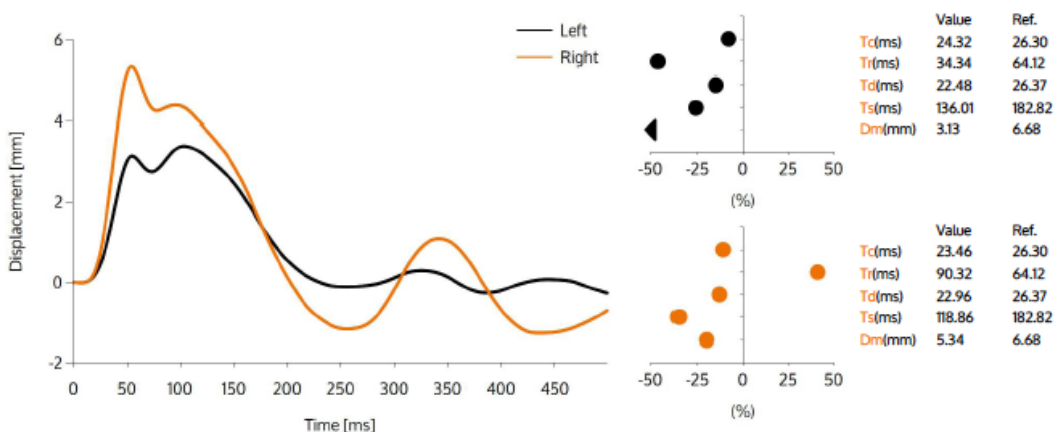 Displacement [mm]
6
4
2
0
-2
0 50 100 150 200 250 300 350 400 450
Time [ms]
Left
Right
-50 -25 0 25 50
(%)
Value Ref.
Tc(ms) 24.32 26.30
Tr(ms) 34.34 64.12
Td(ms) 22.48 26.37
Ts(ms) 136.01 182.82
Dm(mm) 3.13 6.68
-50 -25 0 25 50
(%)
Value Ref.
Tc(ms) 23.46 26.30
Tr(ms) 90.32 64.12
Td(ms) 22.96 26.37
Ts(ms) 118.86 182.82
Dm(mm) 5.34 6.68